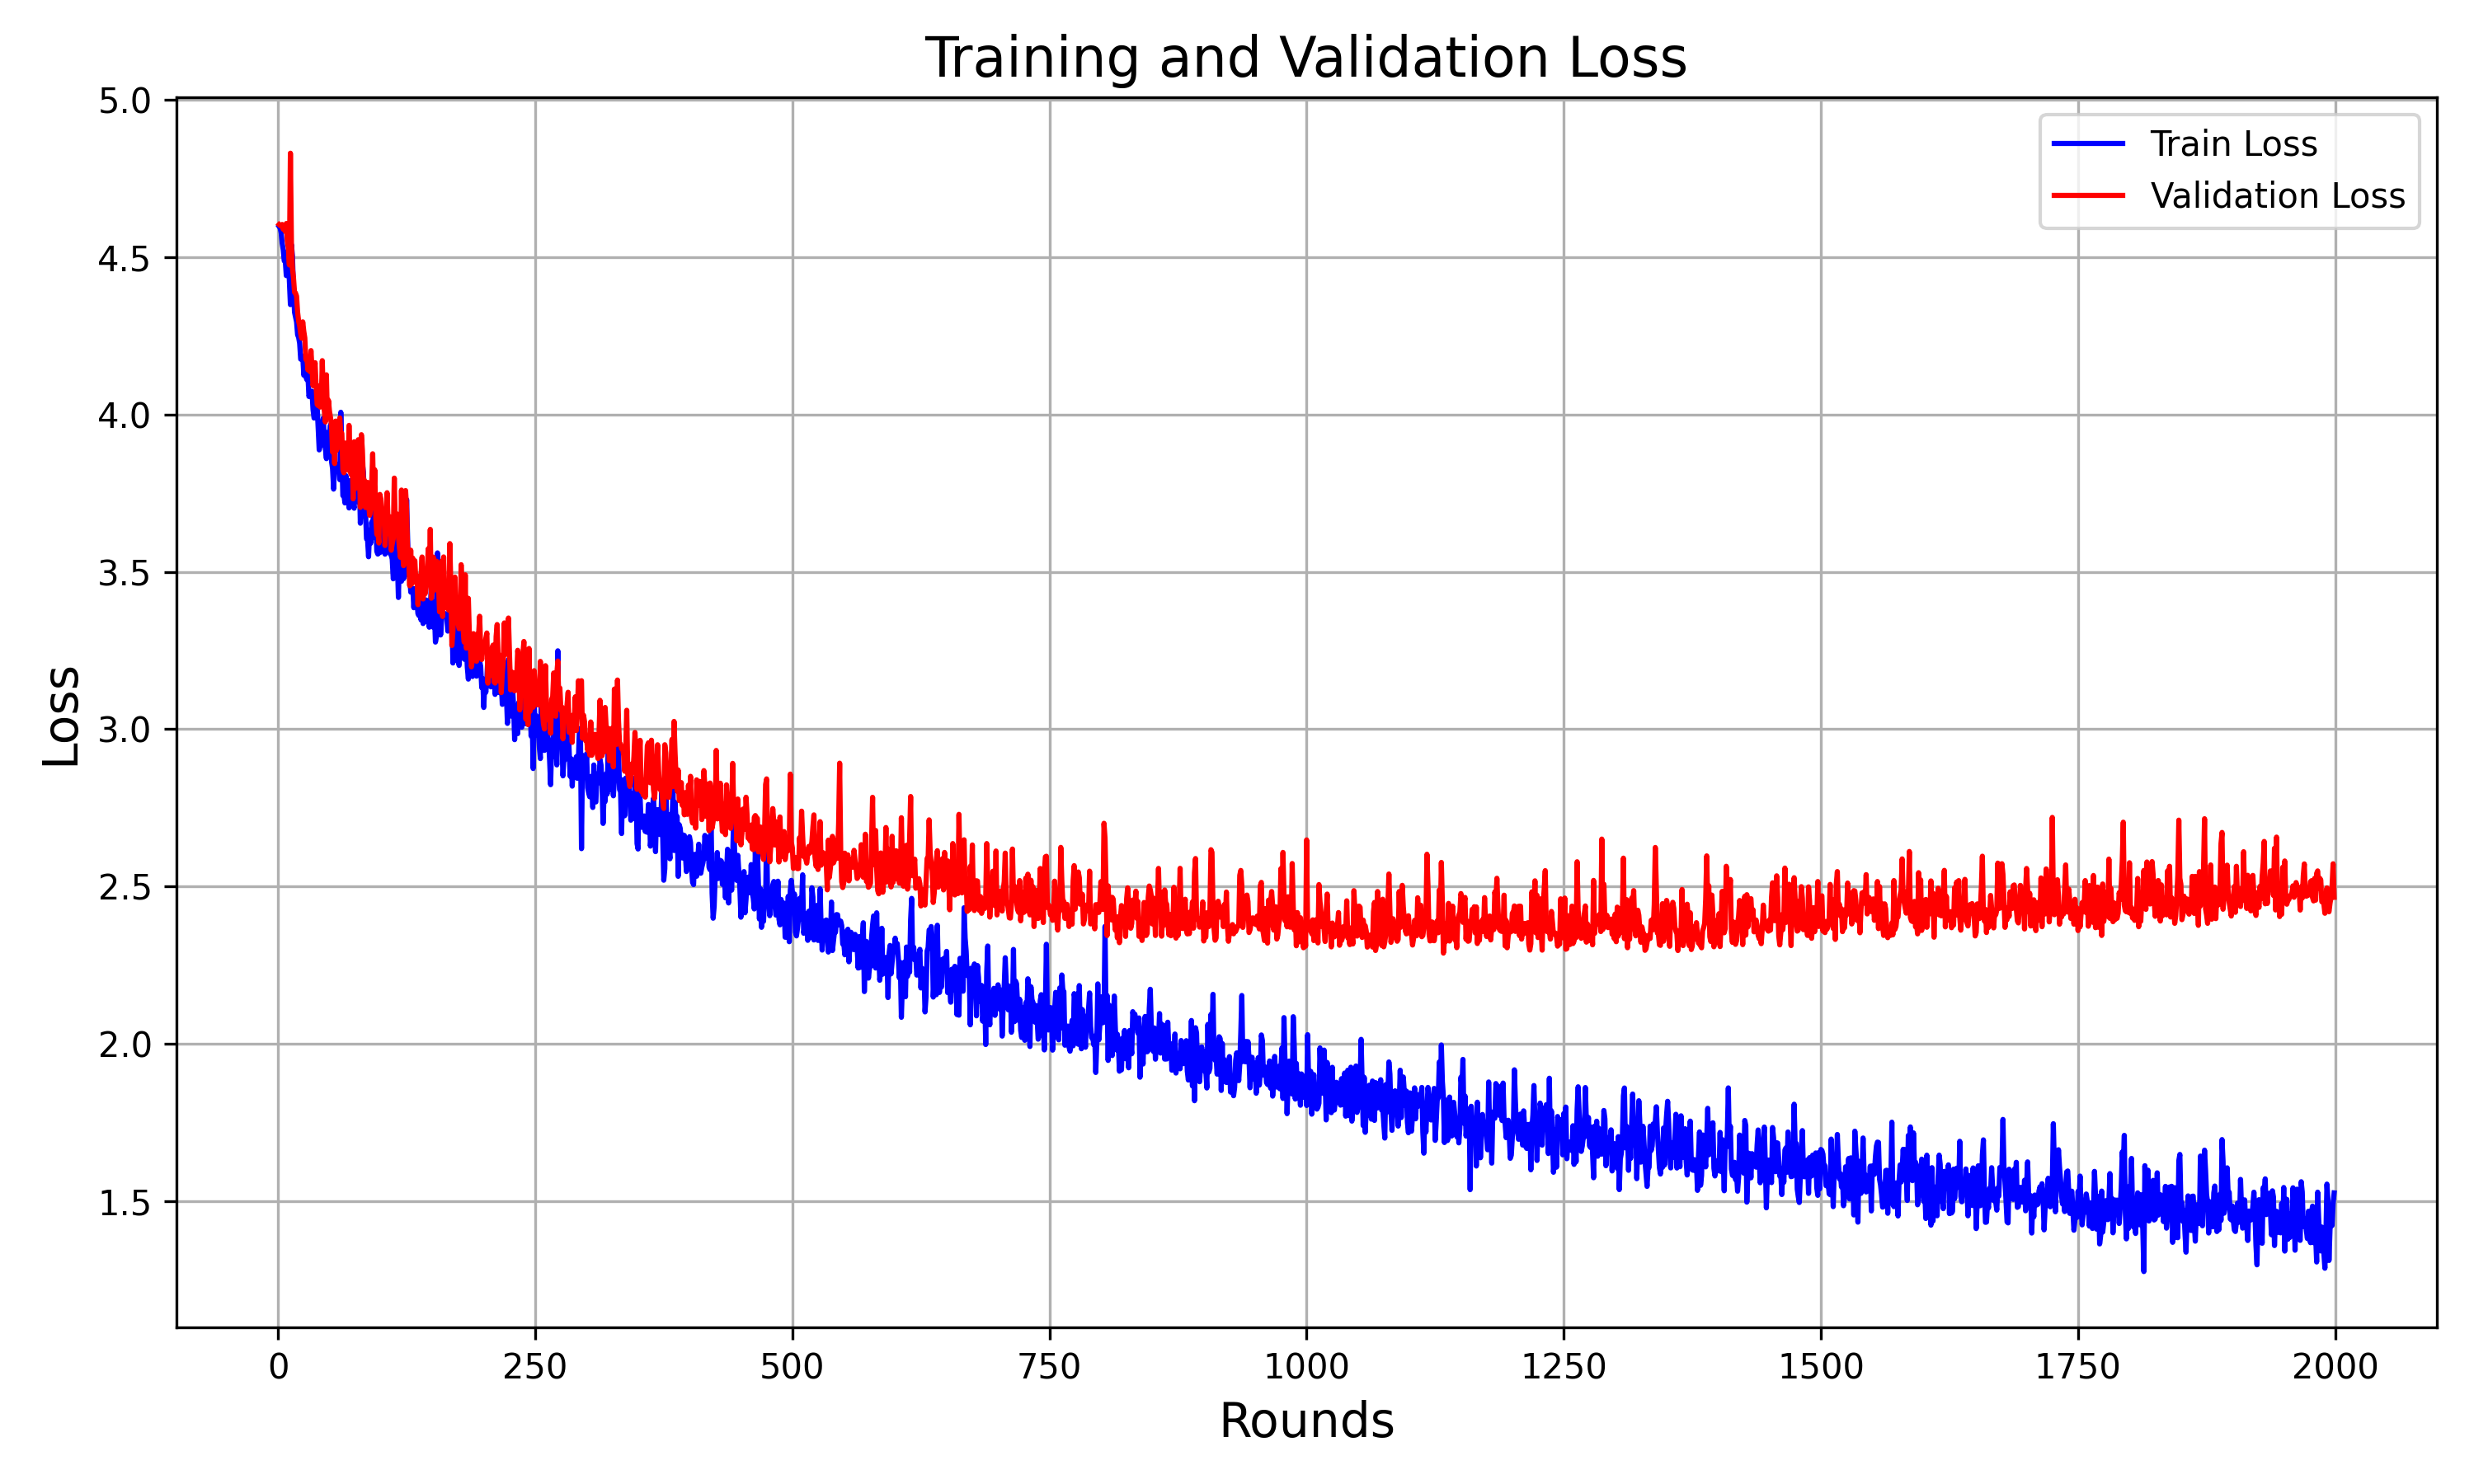 Training and Validation Loss
Train Loss
Validation Loss
5.0
4.5
4.0
3.5
3.0
2.5
2.0
1.5
Loss
0 250 500 750 1000 1250 1500 1750 2000
Rounds